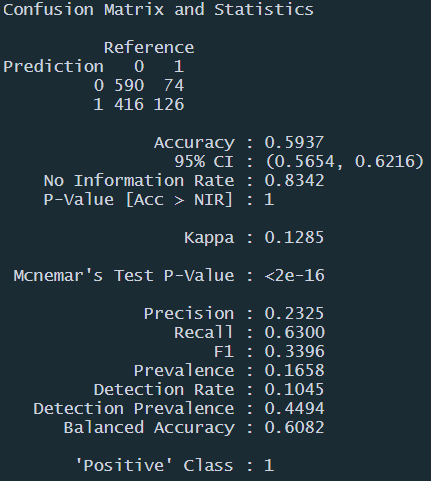 Confusion Matrix and Statistics
Reference
Prediction 0 1
0 590 74
1 416 126
Accuracy : 0.5937
95% CI : (0.5654, 0.6216)
No Information Rate : 0.8342
P-Value [Acc > NIR] : 1
Kappa : 0.1285
Mcnemar's Test P-Value : <2e-16
Precision : 0.2325
Recall : 0.6300
F1 : 0.3396
Prevalence : 0.1658
Detection Rate : 0.1045
Detection Prevalence : 0.4494
Balanced Accuracy : 0.6082
'Positive' Class : 1